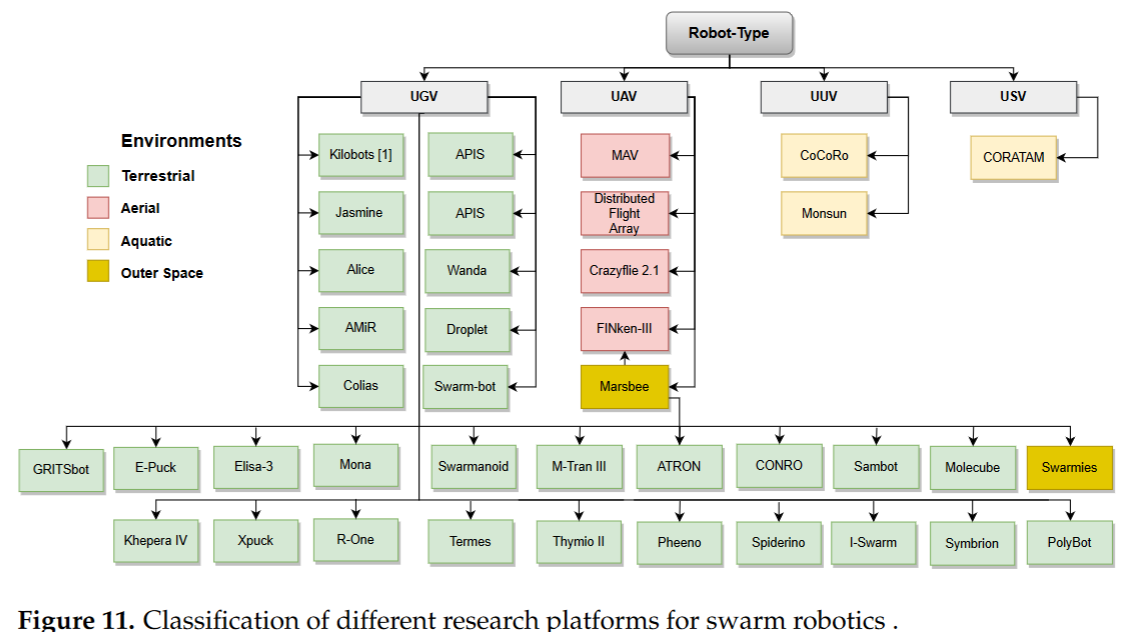 Robot-Type
UGV
UAV
UUV
USV
Environments
Terrestrial
Aerial
Aquatic
Outer Space
Kilobots [1]
APIS
MAV
CoCoRo
CORATAM
Jasmine
APIS
Distributed
Flight
Array
Monsun
Alice
Wanda
Crazyflie 2.1
AMiR
Droplet
FINken-III
Colias
Swarm-bot
Marsbee
GRITSbot
E-Puck
Elisa-3
Mona
Swarmanoid
M-Tran III
ATRON
CONRO
Sambot
Molecube
Swarmies
Khepera IV
Xpuck
R-One
Termes
Thymio II
Pheeno
Spiderino
I-Swarm
Symbrion
PolyBot
Figure 11. Classification of different research platforms for swarm robotics .